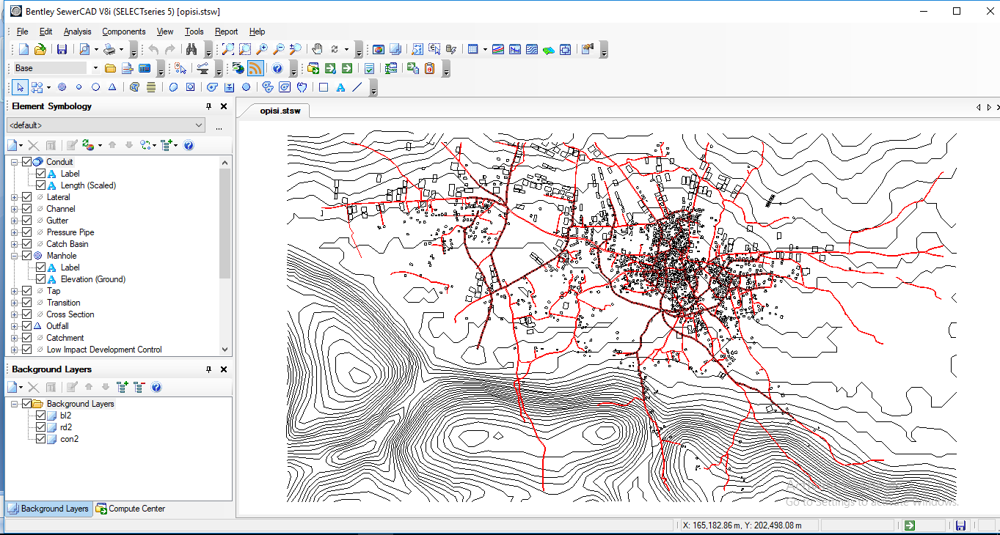 Bentley SewerCAD V8i (SELECTseries 5) [opisi.stsw]
File Edit Analysis Components View Tools Report Help
Base
Element Symbology
<default>
...
Conduit
Label
Length (Scaled)
Lateral
Channel
Gutter
Pressure Pipe
Catch Basin
Manhole
Label
Elevation (Ground)
Tap
Transition
Cross Section
Outfall
Catchment
Low Impact Development Control
Background Layers
Background Layers
bl2
rd2
con2
Background Layers Compute Center
opisi.stsw
Go to Settings to activate Windows.
X: 165,182.86 m, Y: 202,498.08 m